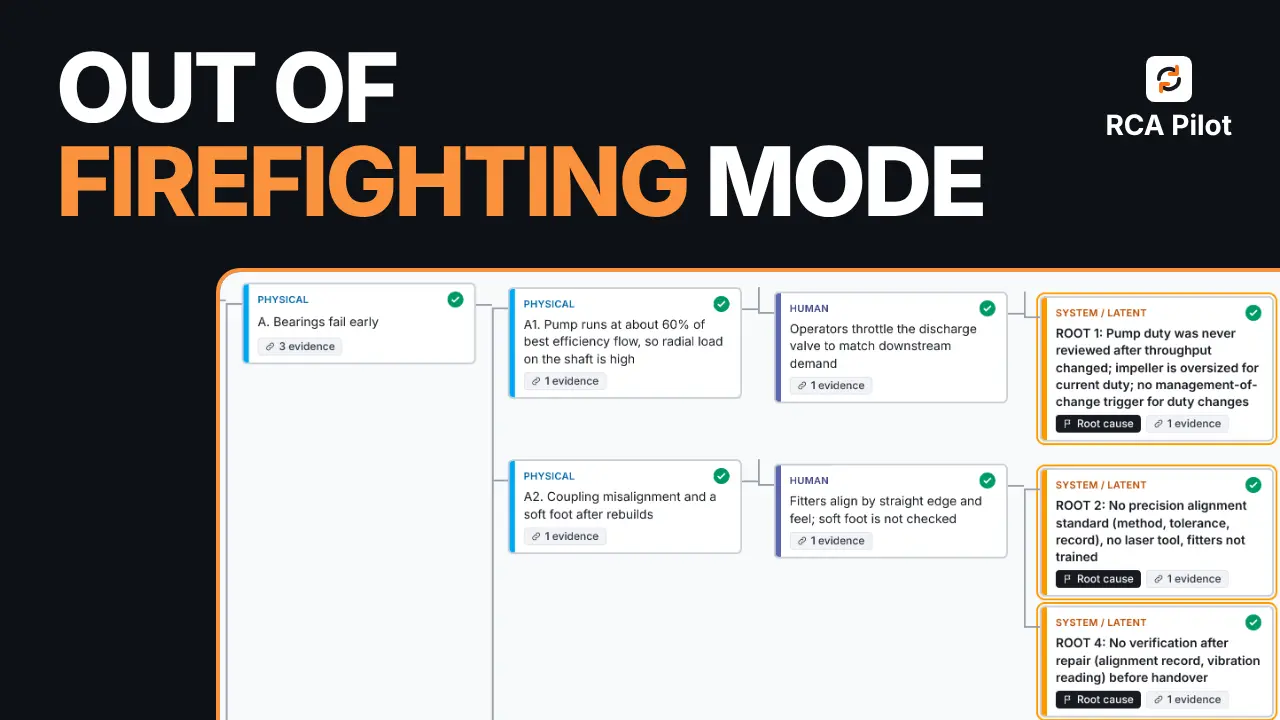 OUT OF
FIREFIGHTING MODE
RCA Pilot
PHYSICAL
A. Bearings fail early
3 evidence
PHYSICAL
A1. Pump runs at about 60% of
best efficiency flow, so radial load
on the shaft is high
1 evidence
HUMAN
Operators throttle the discharge
valve to match downstream
demand
1 evidence
SYSTEM / LATENT
ROOT 1: Pump duty was never
reviewed after throughput
changed; impeller is oversized for
current duty; no management-of-
change trigger for duty changes
Root cause
1 evidence
PHYSICAL
A2. Coupling misalignment and a
soft foot after rebuilds
1 evidence
HUMAN
Fitters align by straight edge and
feel; soft foot is not checked
1 evidence
SYSTEM / LATENT
ROOT 2: No precision alignment
standard (method, tolerance,
record), no laser tool, fitters not
trained
Root cause
1 evidence
SYSTEM / LATENT
ROOT 4: No verification after
repair (alignment record, vibration
reading) before handover
Root cause
1 evidence